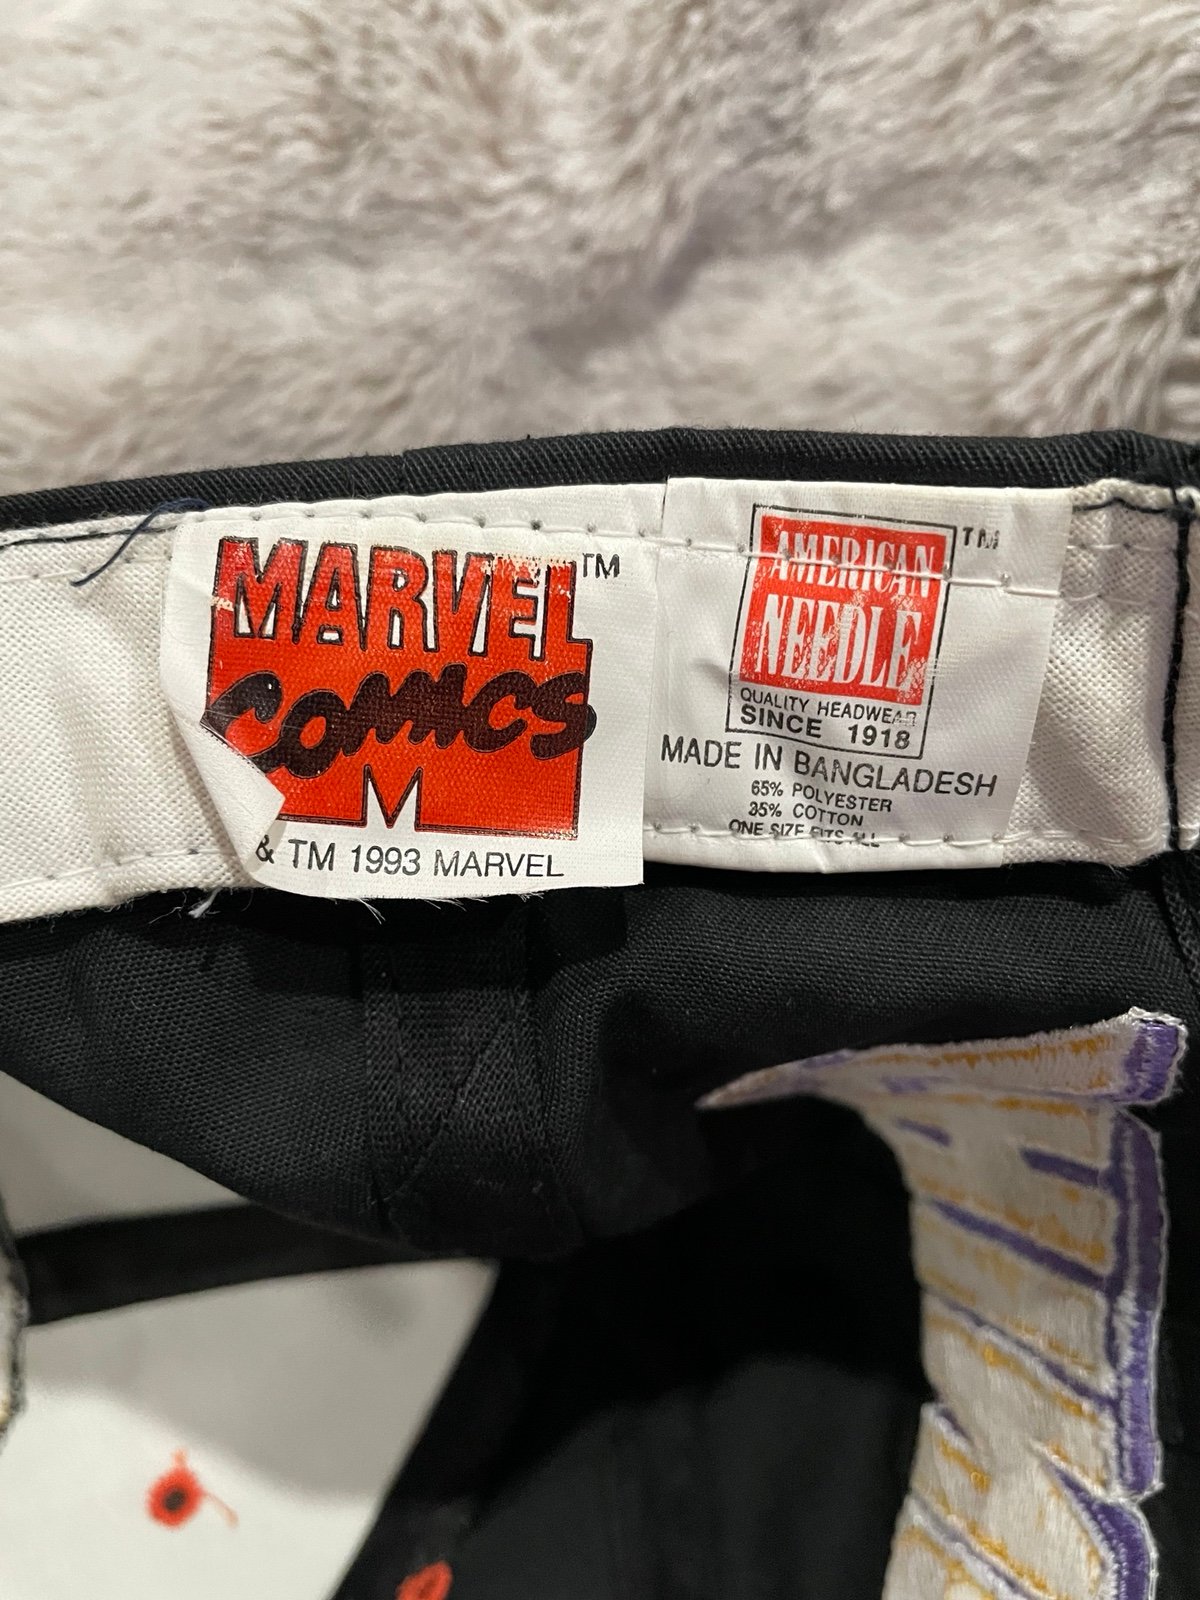 MARVEL TM
COMICS
M
& TM 1993 MARVEL
AMERICAN TM
NEEDLE
QUALITY HEADWEAR
SINCE 1918
MADE IN BANGLADESH
65% POLYESTER
35% COTTON
ONE SIZE FITS ALL